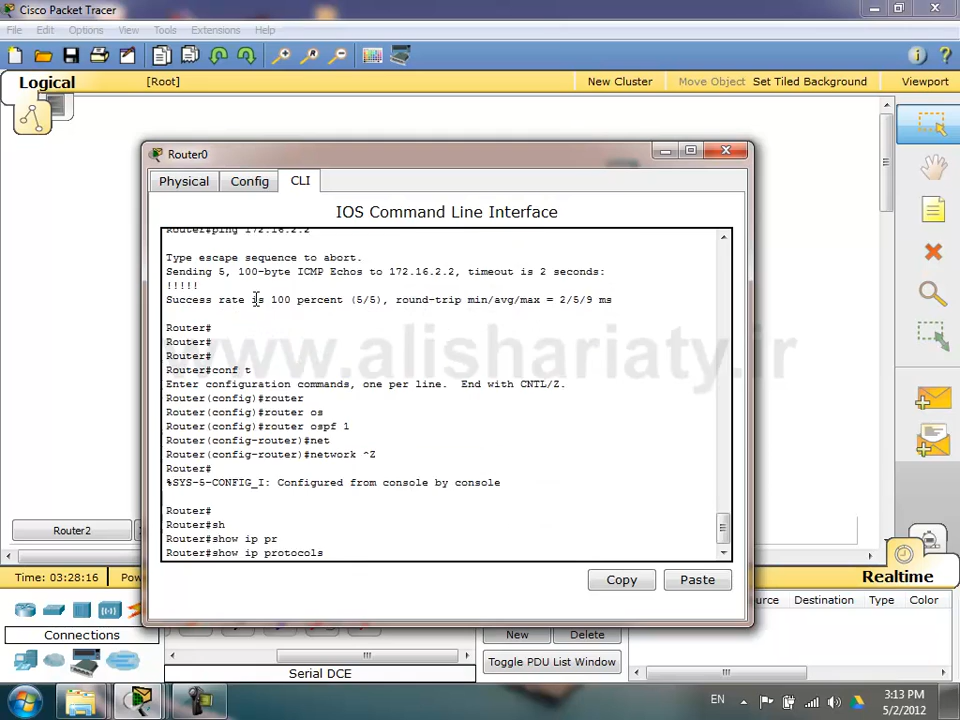 Cisco Packet Tracer
File Edit Options View Tools Extensions Help
Logical
[Root]
New Cluster
Move Object
Set Tiled Background
Viewport
Router0
Physical
Config
CLI
IOS Command Line Interface
Router#ping 172.16.2.2
Type escape sequence to abort.
Sending 5, 100-byte ICMP Echos to 172.16.2.2, timeout is 2 seconds:
!!!!!
Success rate is 100 percent (5/5), round-trip min/avg/max = 2/5/9 ms
Router#
Router#
Router#
www.alishariaty.ir
Router#conf t
Enter configuration commands, one per line. End with CNTL/Z.
Router(config)#router
Router(config)#router os
Router(config)#router ospf 1
Router(config-router)#net
Router(config-router)#network ^Z
Router#
%SYS-5-CONFIG_I: Configured from console by console
Router#
Router#sh
Router#show ip pr
Router#show ip protocols
Copy
Paste
Router2
Time: 03:28:16
Realtime
Destination Type Color
Connections
New
Delete
Toggle PDU List Window
Serial DCE
EN
3:13 PM
5/2/2012